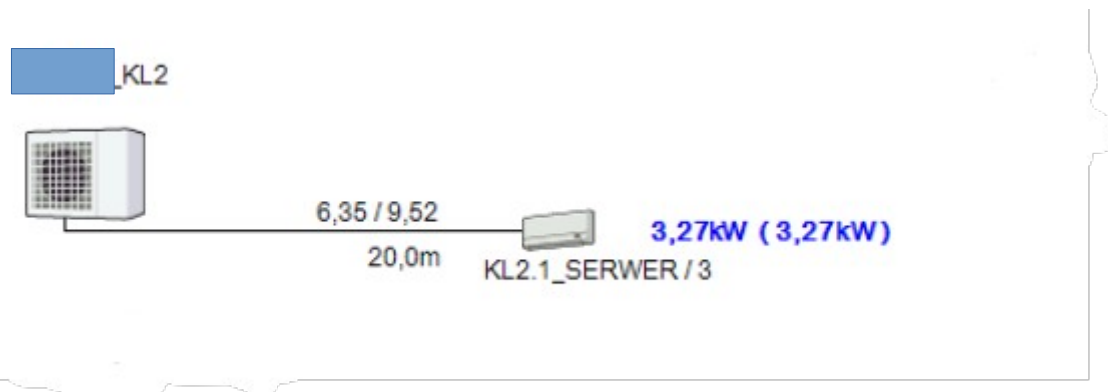 _KL2
6,35 / 9,52
20,0m
3,27kW ( 3,27kW)
KL2.1_SERWER / 3